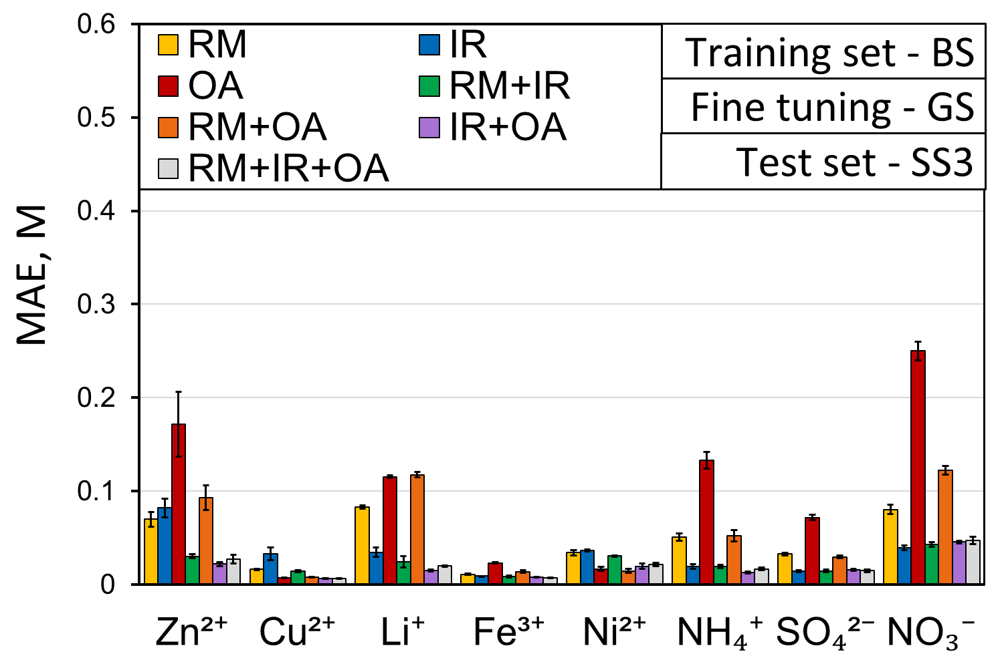 0.6
0.5
0.4
0.3
0.2
0.1
0
MAE, M
RM
IR
OA
RM+IR
RM+OA
IR+OA
RM+IR+OA
Training set - BS
Fine tuning - GS
Test set - SS3
Zn²⁺ Cu²⁺ Li⁺ Fe³⁺ Ni²⁺ NH₄⁺ SO₄²⁻ NO₃⁻